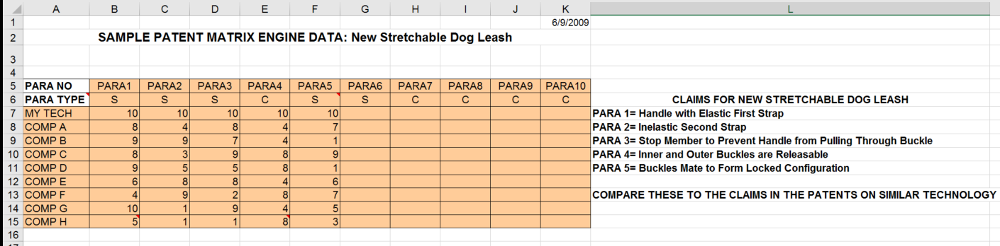 A B C D E F G H I J K L
1 6/9/2009
2 SAMPLE PATENT MATRIX ENGINE DATA: New Stretchable Dog Leash
3
4
5 PARA NO PARA1 PARA2 PARA3 PARA4 PARA5 PARA6 PARA7 PARA8 PARA9 PARA10
6 PARA TYPE S S S C S S C C C C CLAIMS FOR NEW STRETCHABLE DOG LEASH
7 MY TECH 10 10 10 10 10 PARA 1= Handle with Elastic First Strap
8 COMP A 8 4 8 4 7 PARA 2= Inelastic Second Strap
9 COMP B 9 9 7 4 1 PARA 3= Stop Member to Prevent Handle from Pulling Through Buckle
10 COMP C 8 3 9 8 9 PARA 4= Inner and Outer Buckles are Releasable
11 COMP D 9 5 5 8 1 PARA 5= Buckles Mate to Form Locked Configuration
12 COMP E 6 8 8 4 6
13 COMP F 4 9 2 8 7 COMPARE THESE TO THE CLAIMS IN THE PATENTS ON SIMILAR TECHNOLOGY
14 COMP G 10 1 9 4 5
15 COMP H 5 1 1 8 3
16